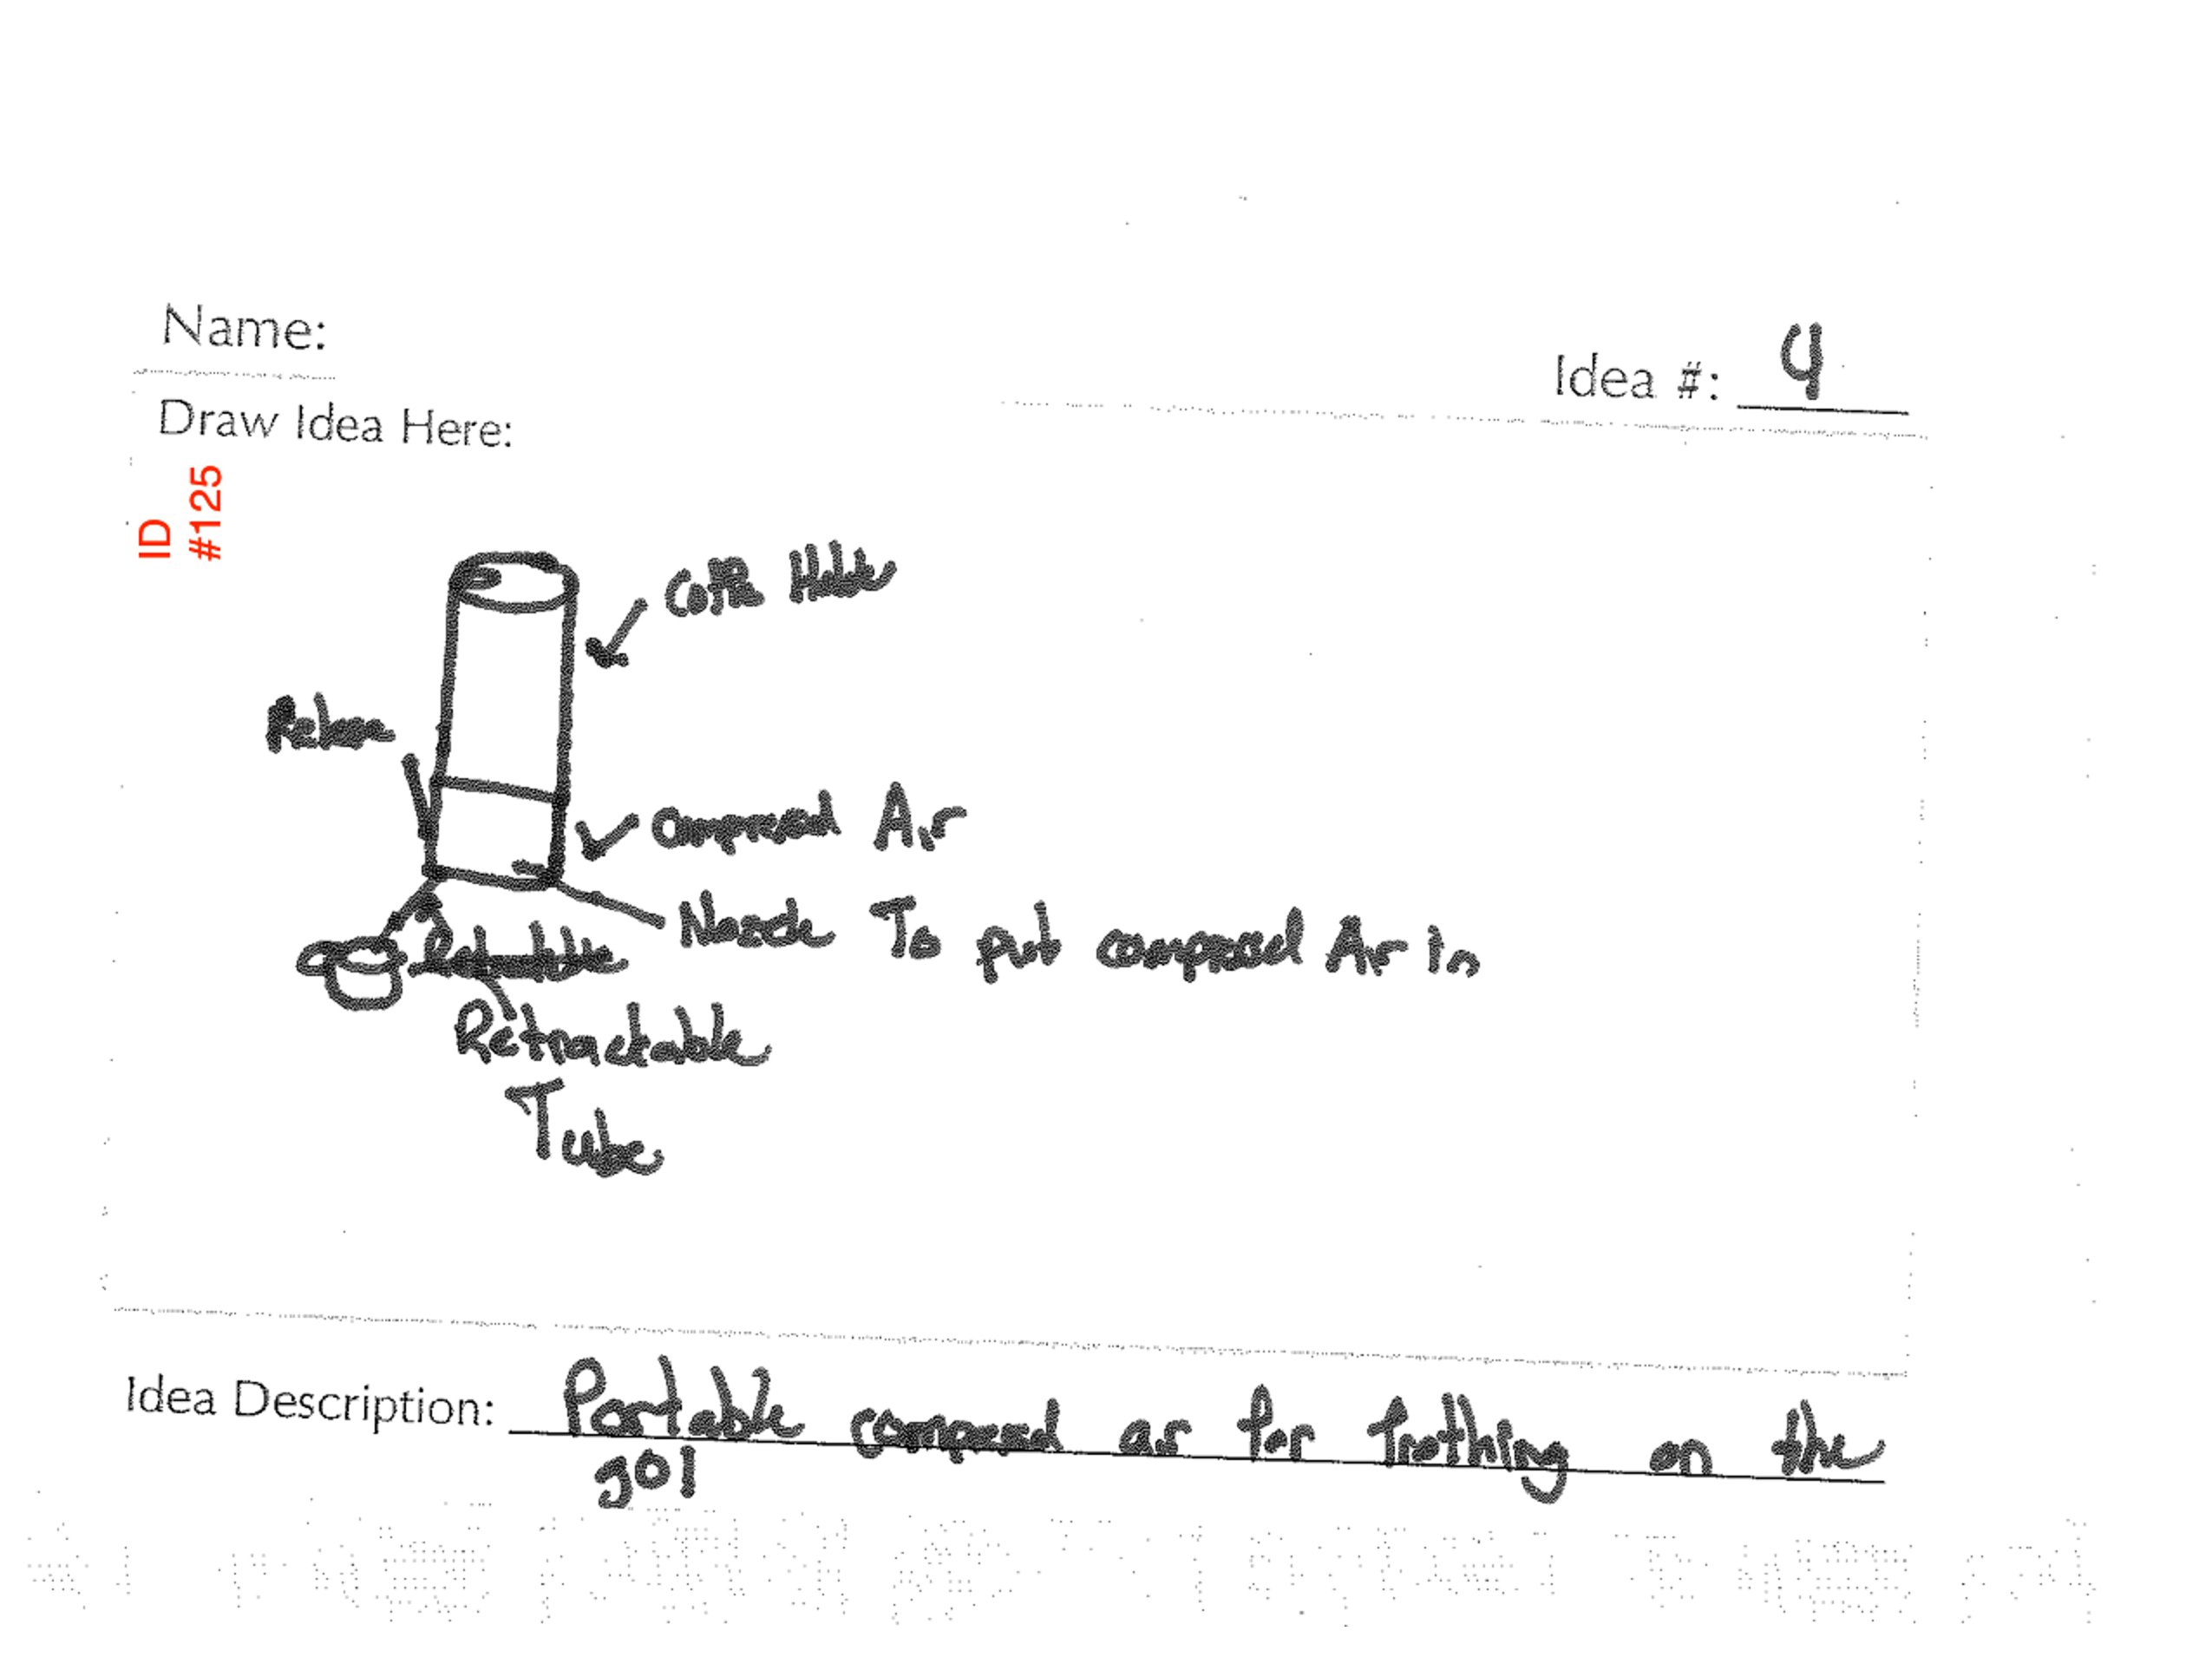 Name:
Idea #: 9
Draw Idea Here:
ID
#125
Coffee Holder
Release
Compressed Air
Nozzle To put compressed Air in
Retractable
Retractable
Tube
Idea Description: Portable compressed air for frothing on the
go!